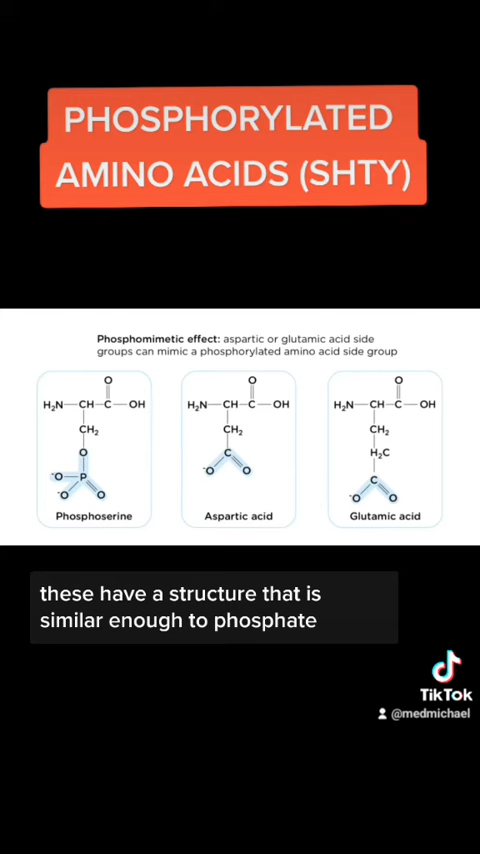 PHOSPHORYLATED
AMINO ACIDS (SHTY)
Phosphomimetic effect: aspartic or glutamic acid side
groups can mimic a phosphorylated amino acid side group
O
H₂N—CH—C—OH
CH₂
O
⁻O—P
⁻O O
Phosphoserine
O
H₂N—CH—C—OH
CH₂
C
⁻O O
Aspartic acid
O
H₂N—CH—C—OH
CH₂
H₂C
C
⁻O O
Glutamic acid
these have a structure that is
similar enough to phosphate
TikTok
@medmichael